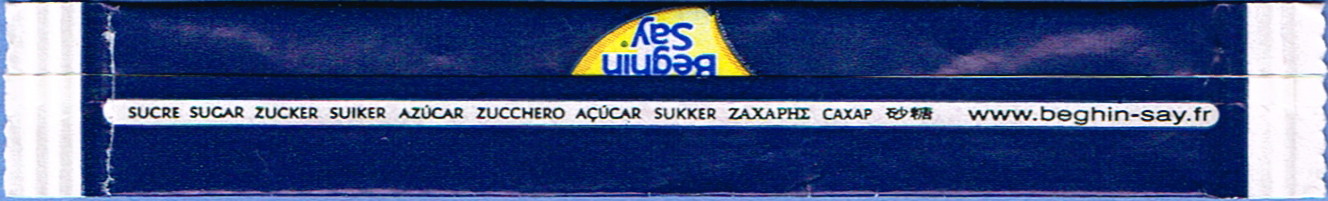 Beghin
Say
SUCRE SUGAR ZUCKER SUIKER AZÚCAR ZUCCHERO AÇÚCAR SUKKER ΖΑΧΑΡΗΣ САХАР 砂糖 www.beghin-say.fr